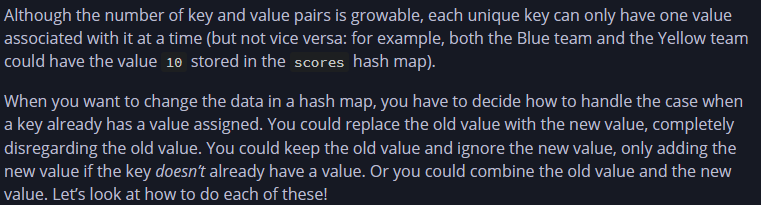 Although the number of key and value pairs is growable, each unique key can only have one value
associated with it at a time (but not vice versa: for example, both the Blue team and the Yellow team
could have the value 10 stored in the scores hash map).
When you want to change the data in a hash map, you have to decide how to handle the case when
a key already has a value assigned. You could replace the old value with the new value, completely
disregarding the old value. You could keep the old value and ignore the new value, only adding the
new value if the key doesn’t already have a value. Or you could combine the old value and the new
value. Let’s look at how to do each of these!